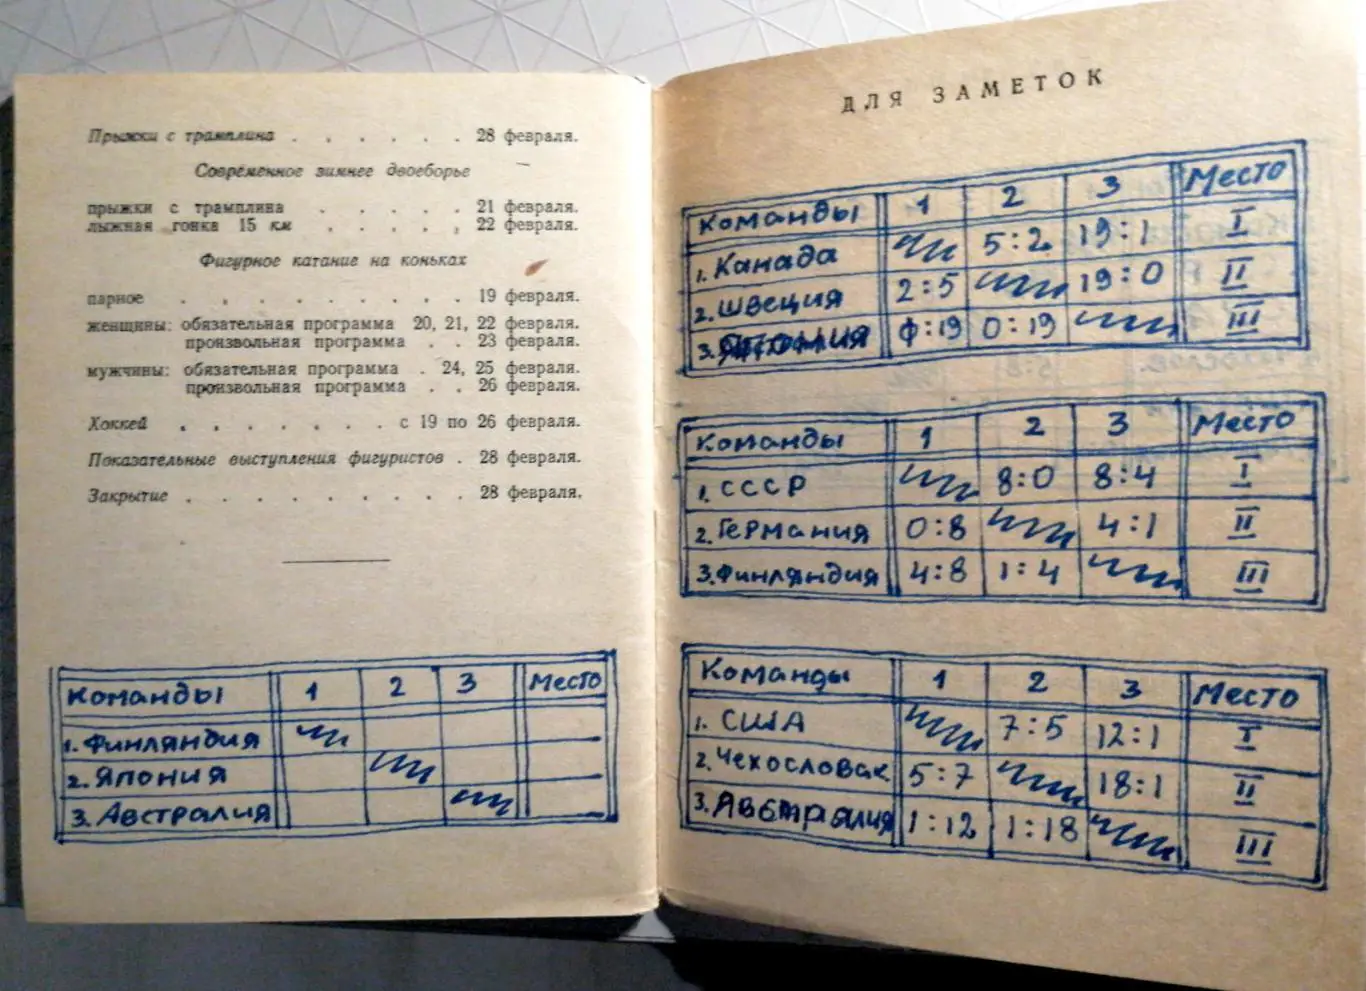 Прыжки с трамплина . . . . . . 28 февраля.
Современное зимнее двоеборье
прыжки с трамплина . . . . . 21 февраля.
лыжная гонка 15 км . . . . . 22 февраля.
Фигурное катание на коньках
парное . . . . . . . . . 19 февраля.
женщины: обязательная программа 20, 21, 22 февраля.
произвольная программа . . 23 февраля.
мужчины: обязательная программа . 24, 25 февраля.
произвольная программа . . 26 февраля.
Хоккей . . . . . . . с 19 по 26 февраля.
Показательные выступления фигуристов . 28 февраля.
Закрытие . . . . . . . . . 28 февраля.
Команды 1 2 3 Место
1. Финляндия
2. Япония
3. Австралия
ДЛЯ ЗАМЕТОК
Команды 1 2 3 Место
1. Канада 5:2 19:1 I
2. Швеция 2:5 19:0 II
3. Япония 0:19 III
Команды 1 2 3 Место
1. СССР 8:0 8:4 I
2. Германия 0:8 4:1 II
3. Финляндия 4:8 1:4 III
Команды 1 2 3 Место
1. США 7:5 12:1 I
2. Чехословак 5:7 18:1 II
3. Австралия 1:12 1:18 III